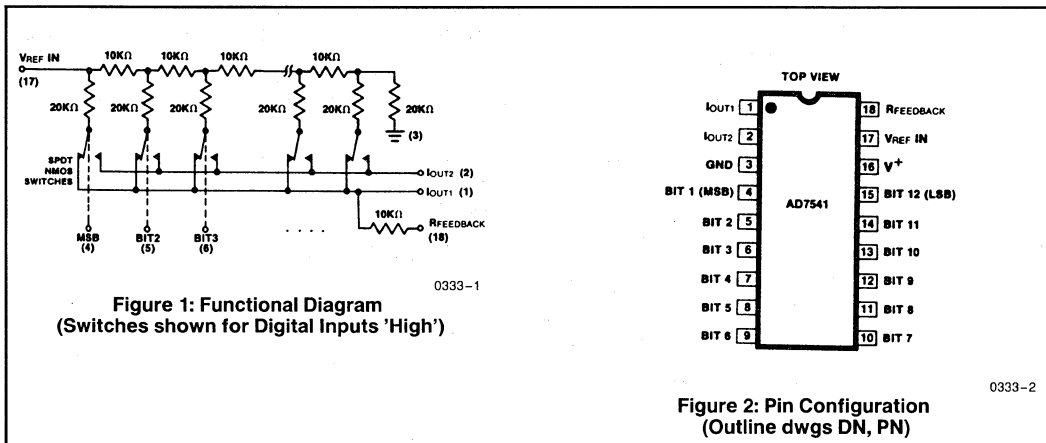 VREF IN
(17)
10KΩ 10KΩ 10KΩ 10KΩ
20KΩ 20KΩ 20KΩ 20KΩ 20KΩ 20KΩ
(3)
SPDT
NMOS
SWITCHES
IOUT2 (2)
IOUT1 (1)
10KΩ
RFEEDBACK
(18)
MSB
(4)
BIT2
(5)
BIT3
(6)
. . . .
0333-1
Figure 1: Functional Diagram
(Switches shown for Digital Inputs 'High')
TOP VIEW
IOUT1 1
IOUT2 2
GND 3
BIT 1 (MSB) 4
BIT 2 5
BIT 3 6
BIT 4 7
BIT 5 8
BIT 6 9
AD7541
18 RFEEDBACK
17 VREF IN
16 V+
15 BIT 12 (LSB)
14 BIT 11
13 BIT 10
12 BIT 9
11 BIT 8
10 BIT 7
0333-2
Figure 2: Pin Configuration
(Outline dwgs DN, PN)